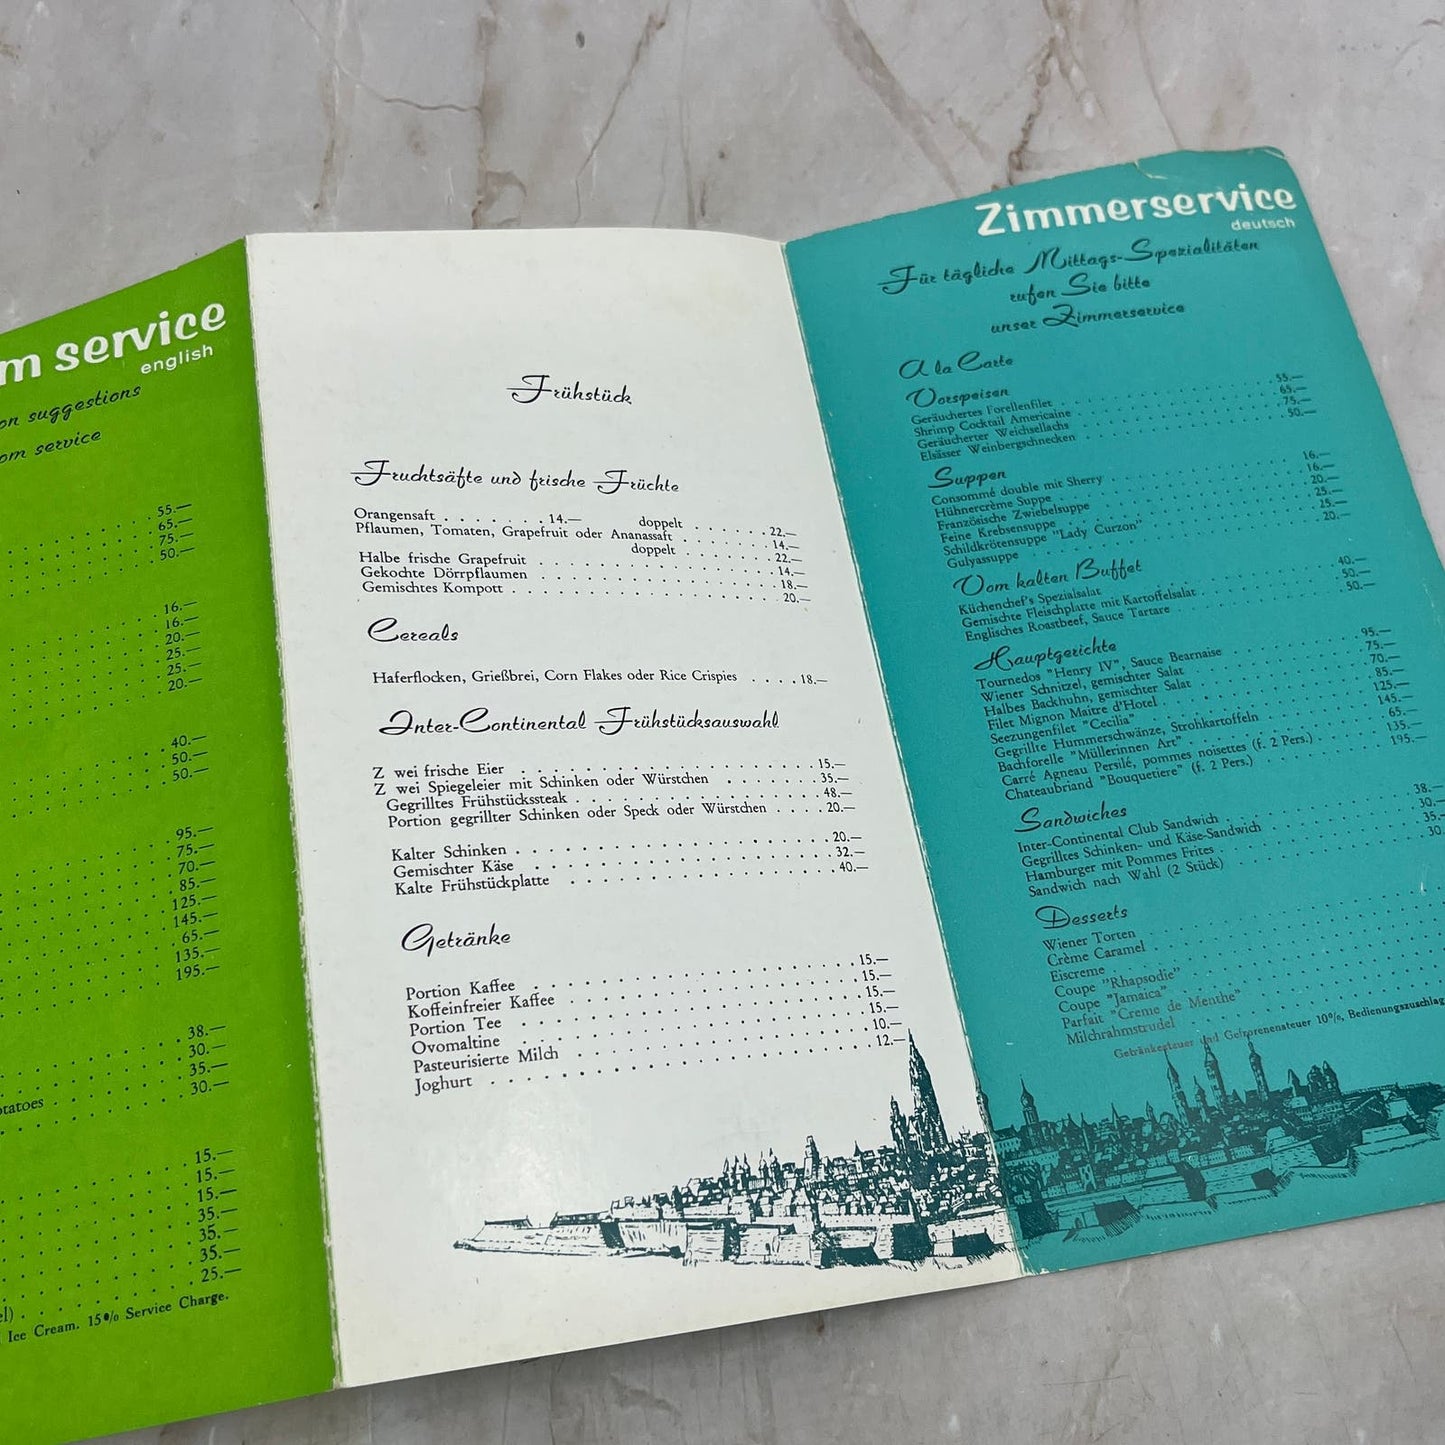 m service
english
on suggestions
om service
55.—
65.—
75.—
50.—
16.—
16.—
20.—
25.—
25.—
20.—
40.—
50.—
50.—
95.—
75.—
70.—
85.—
125.—
145.—
65.—
135.—
195.—
38.—
30.—
35.—
otatoes . . . 30.—
15.—
15.—
15.—
35.—
35.—
35.—
el) . . . 25.—
Ice Cream. 15% Service Charge.
Frühstück
Fruchtsäfte und frische Früchte
Orangensaft . . . . . . . 14.— doppelt . . . . . . 22.—
Pflaumen, Tomaten, Grapefruit oder Ananassaft . . . . . . 14.—
doppelt . . . . . . 22.—
Halbe frische Grapefruit . . . 14.—
Gekochte Dörrpflaumen . . . 18.—
Gemischtes Kompott . . . 20.—
Cereals
Haferflocken, Grießbrei, Corn Flakes oder Rice Crispies . . . . 18.—
Inter-Continental Frühstücksauswahl
Z wei frische Eier . . . 15.—
Z wei Spiegeleier mit Schinken oder Würstchen . . . 35.—
Gegrilltes Frühstückssteak . . . 48.—
Portion gegrillter Schinken oder Speck oder Würstchen . . . . 20.—
Kalter Schinken . . . 20.—
Gemischter Käse . . . 32.—
Kalte Frühstückplatte . . . 40.—
Getränke
Portion Kaffee . . . 15.—
Koffeinfreier Kaffee . . . 15.—
Portion Tee . . . 15.—
Ovomaltine . . . 15.—
Pasteurisierte Milch . . . 10.—
Joghurt . . . 12.—
Zimmerservice
deutsch
Für tägliche Mittags-Spezialitäten
rufen Sie bitte
unser Zimmerservice
A la Carte
Vorspeisen
Geräuchertes Forellenfilet . . . 55.—
Shrimp Cocktail Americaine . . . 65.—
Geräucherter Weichsellachs . . . 75.—
Elsässer Weinbergschnecken . . . 50.—
Suppen
Consommé double mit Sherry . . . 16.—
Hühnercrème Suppe . . . 16.—
Französische Zwiebelsuppe . . . 20.—
Feine Krebsensuppe . . . 25.—
Schildkrötensuppe "Lady Curzon" . . . 25.—
Gulyassuppe . . . 20.—
Vom kalten Buffet
Küchenchef's Spezialsalat . . . 40.—
Gemischte Fleischplatte mit Kartoffelsalat . . . 50.—
Englisches Roastbeef, Sauce Tartare . . . 50.—
Hauptgerichte
Tournedos "Henry IV", Sauce Bearnaise . . . 95.—
Wiener Schnitzel, gemischter Salat . . . 75.—
Halbes Backhuhn, gemischter Salat . . . 70.—
Filet Mignon Maitre d'Hotel . . . 85.—
Seezungenfilet "Cecilia" . . . 125.—
Gegrillte Hummerschwänze, Strohkartoffeln . . . 145.—
Bachforelle "Müllerinnen Art" . . . 65.—
Carré Agneau Persilé, pommes noisettes (f. 2 Pers.) . . . 135.—
Chateaubriand "Bouquetiere" (f. 2 Pers.) . . . 195.—
Sandwiches
Inter-Continental Club Sandwich . . . 38.—
Gegrilltes Schinken- und Käse-Sandwich . . . 30.—
Hamburger mit Pommes Frites . . . 35.—
Sandwich nach Wahl (2 Stück) . . . 30
Desserts
Wiener Torten
Crème Caramel
Eiscreme
Coupe "Rhapsodie"
Coupe "Jamaica"
Parfait "Creme de Menthe"
Milchrahmstrudel
Getränkesteuer und Gefrorenensteuer 10%, Bedienungszuschlag